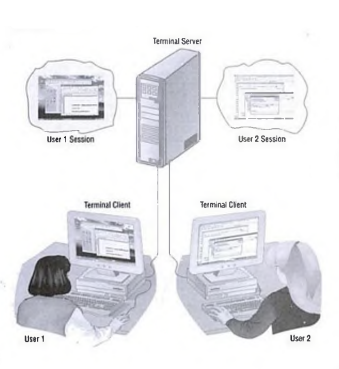 Terminal Server
User 1 Session
User 2 Session
Terminal Client
Terminal Client
User 1
User 2